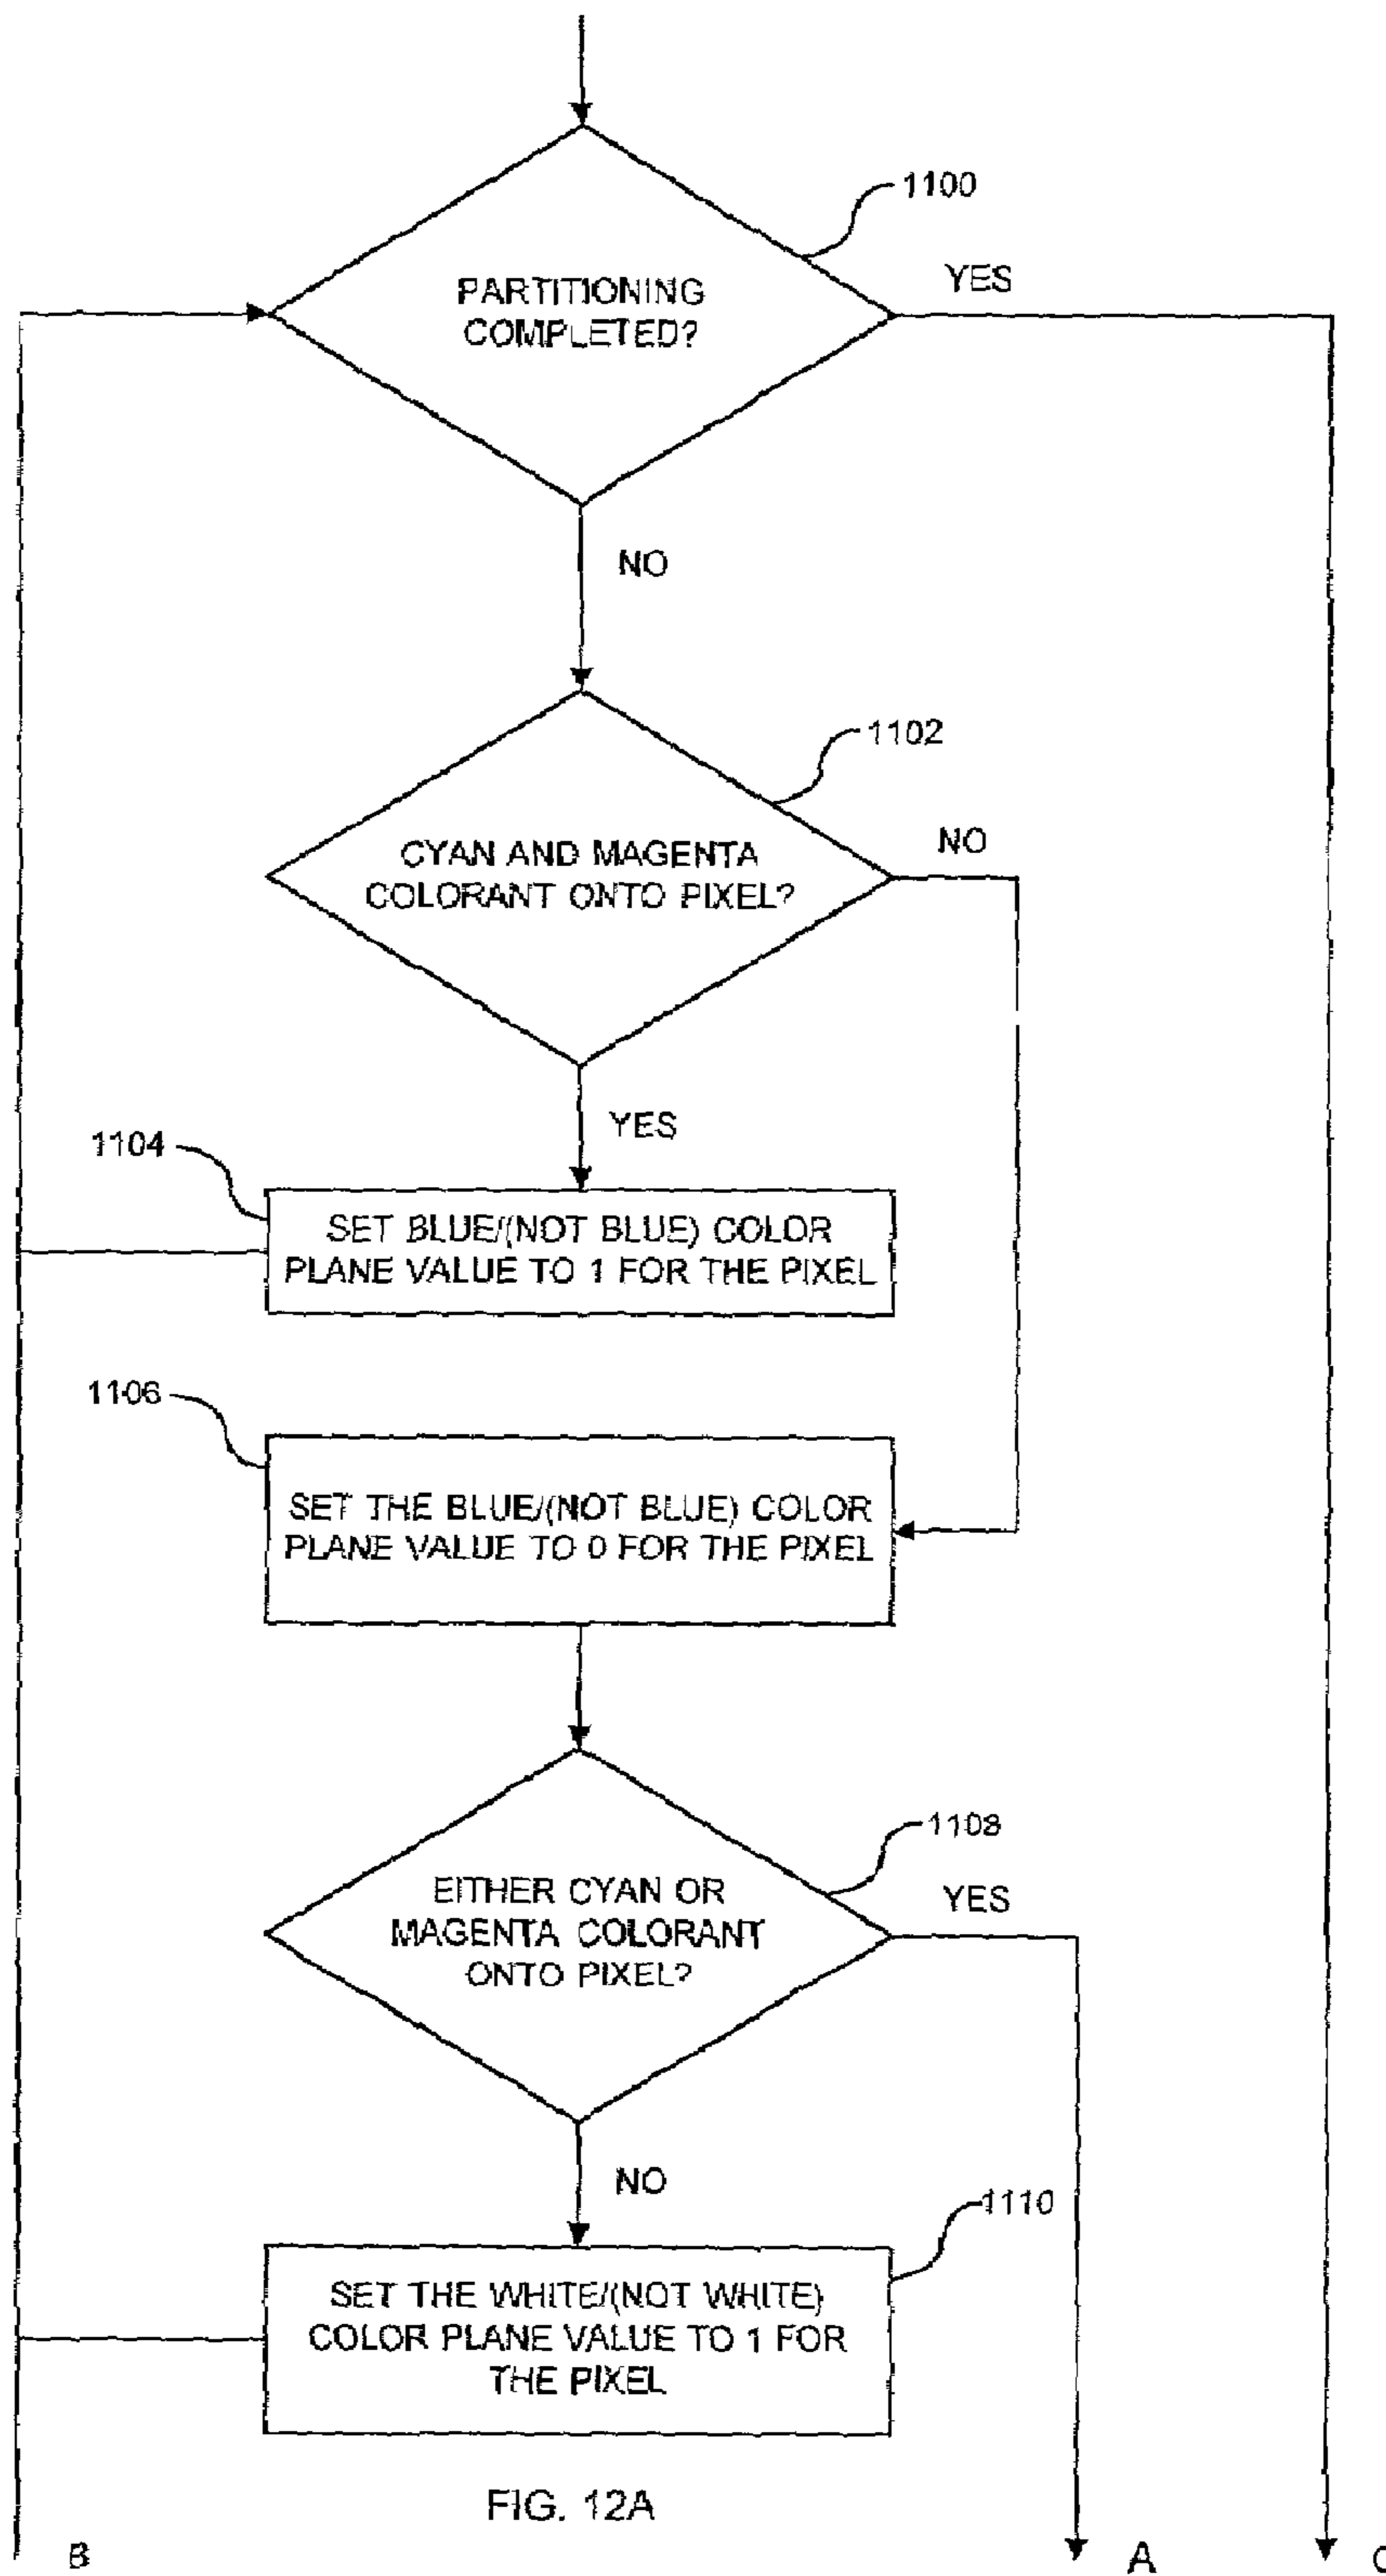 1100
YES
PARTITIONING
COMPLETED?
NO
1102
NO
CYAN AND MAGENTA
COLORANT ONTO PIXEL?
YES
1104
SET BLUE/(NOT BLUE) COLOR
PLANE VALUE TO 1 FOR THE PIXEL
1106
SET THE BLUE/(NOT BLUE) COLOR
PLANE VALUE TO 0 FOR THE PIXEL
1108
YES
EITHER CYAN OR
MAGENTA COLORANT
ONTO PIXEL?
NO
1110
SET THE WHITE/(NOT WHITE)
COLOR PLANE VALUE TO 1 FOR
THE PIXEL
FIG. 12A
B
A
C